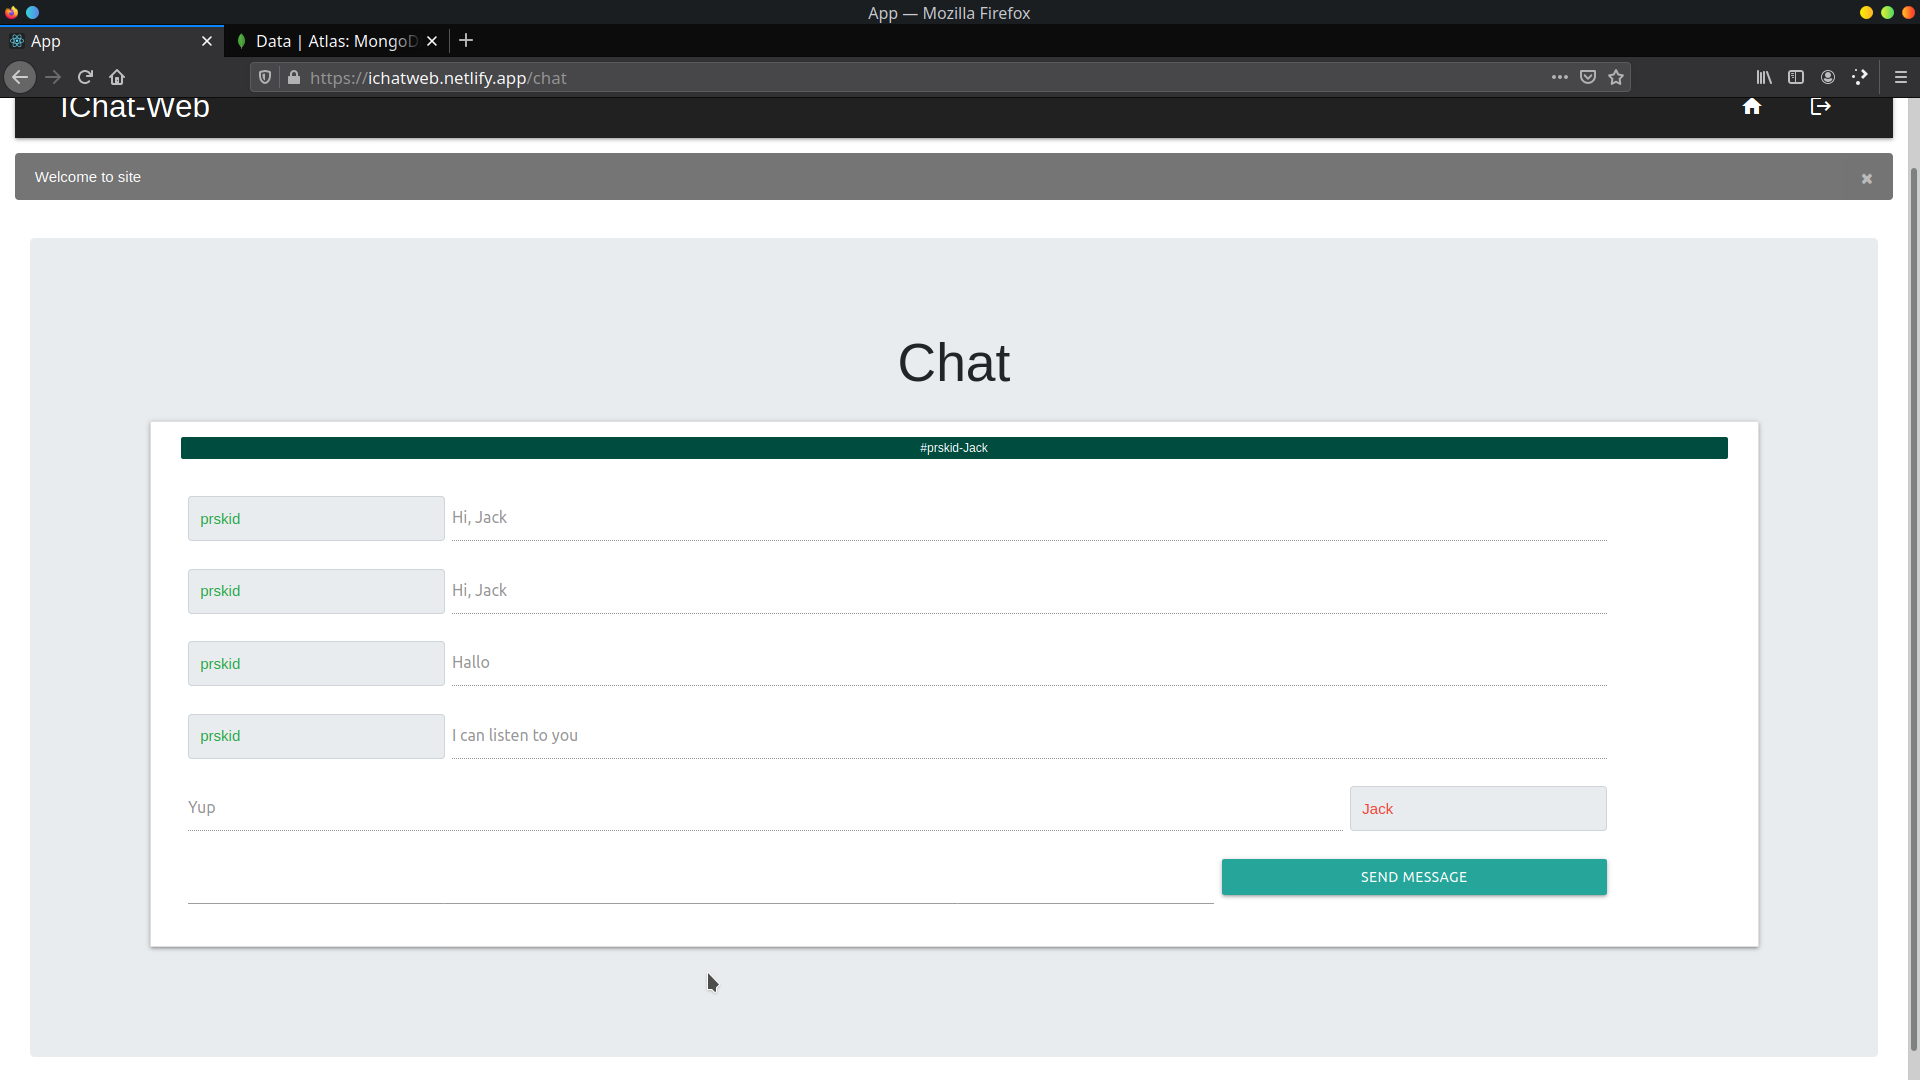 App — Mozilla Firefox
App
Data | Atlas: MongoD
https://ichatweb.netlify.app/chat
IChat-Web
Welcome to site
Chat
#prskid-Jack
prskid Hi, Jack
prskid Hi, Jack
prskid Hallo
prskid I can listen to you
Yup Jack
SEND MESSAGE